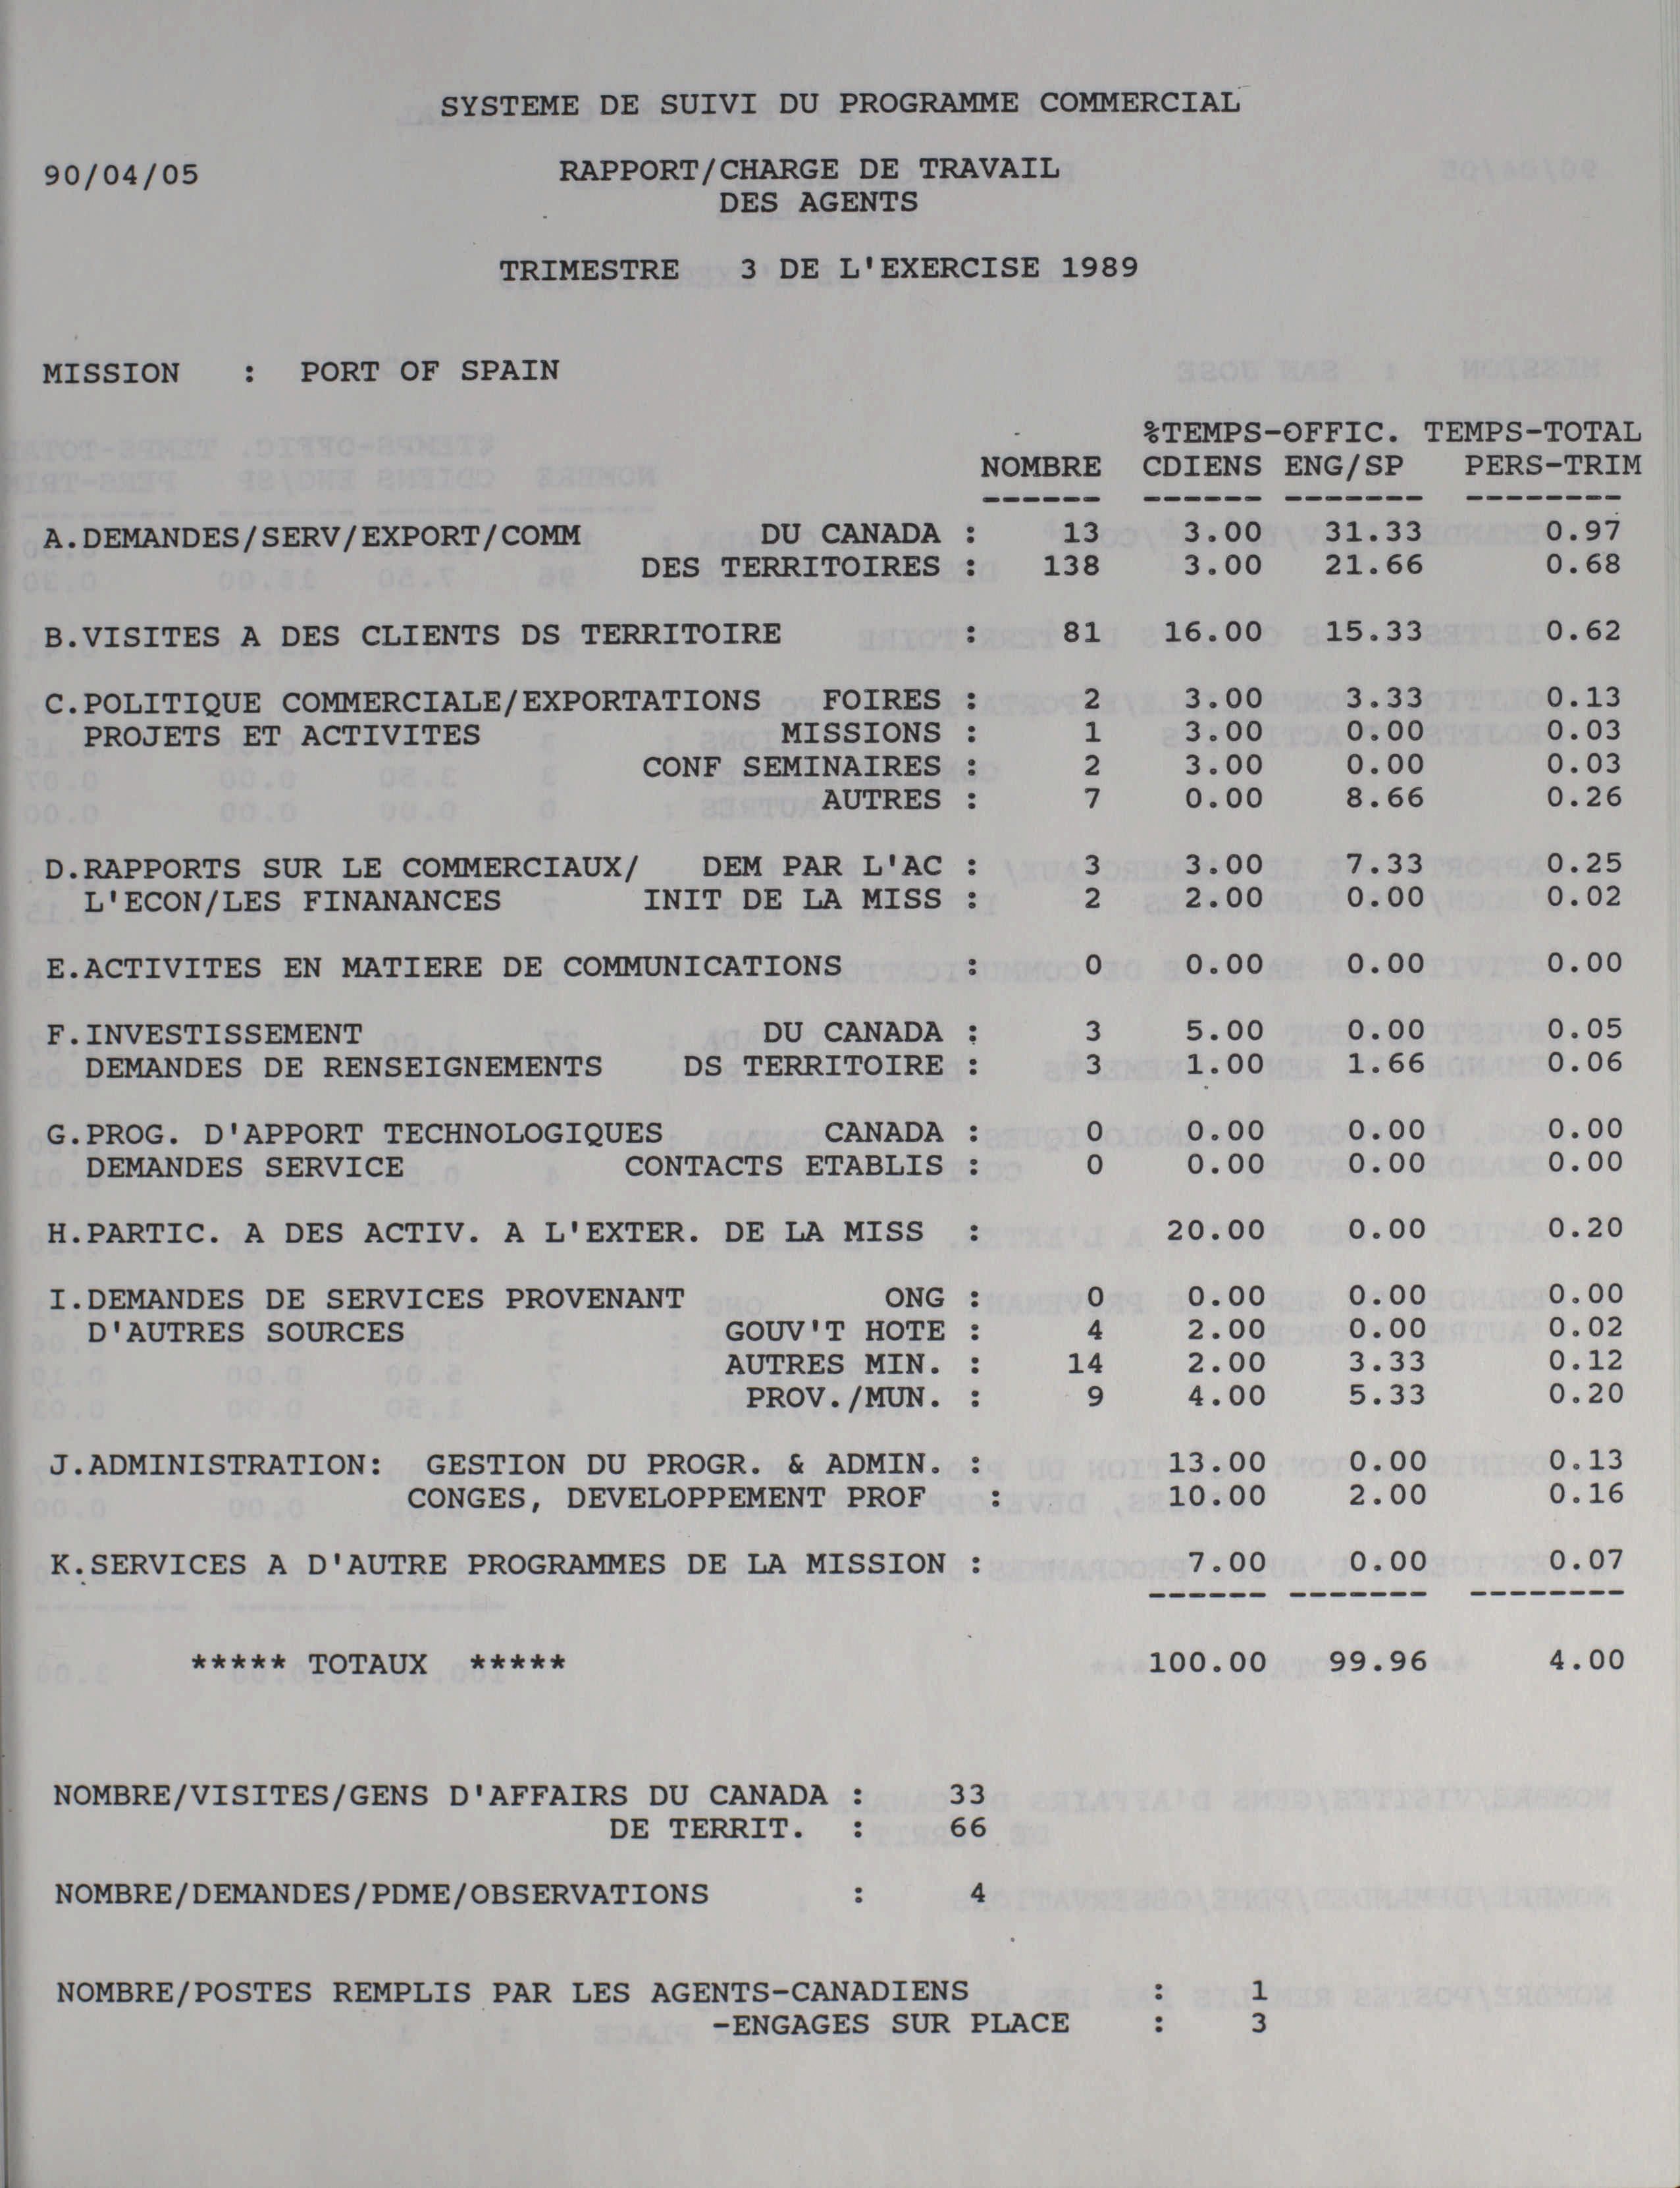 SYSTEME DE SUIVI DU PROGRAMME COMMERCIAL
90/04/05 RAPPORT/CHARGE DE TRAVAIL
DES AGENTS
TRIMESTRE 3 DE L'EXERCISE 1989
MISSION : PORT OF SPAIN
%TEMPS-OFFIC. TEMPS-TOTAL
NOMBRE CDIENS ENG/SP PERS-TRIM
------ ------ ------- --------
A.DEMANDES/SERV/EXPORT/COMM DU CANADA : 13 3.00 31.33 0.97
DES TERRITOIRES : 138 3.00 21.66 0.68
B.VISITES A DES CLIENTS DS TERRITOIRE : 81 16.00 15.33 0.62
C.POLITIQUE COMMERCIALE/EXPORTATIONS FOIRES : 2 3.00 3.33 0.13
PROJETS ET ACTIVITES MISSIONS : 1 3.00 0.00 0.03
CONF SEMINAIRES : 2 3.00 0.00 0.03
AUTRES : 7 0.00 8.66 0.26
D.RAPPORTS SUR LE COMMERCIAUX/ DEM PAR L'AC : 3 3.00 7.33 0.25
L'ECON/LES FINANANCES INIT DE LA MISS : 2 2.00 0.00 0.02
E.ACTIVITES EN MATIERE DE COMMUNICATIONS : 0 0.00 0.00 0.00
F.INVESTISSEMENT DU CANADA : 3 5.00 0.00 0.05
DEMANDES DE RENSEIGNEMENTS DS TERRITOIRE : 3 1.00 1.66 0.06
G.PROG. D'APPORT TECHNOLOGIQUES CANADA : 0 0.00 0.00 0.00
DEMANDES SERVICE CONTACTS ETABLIS : 0 0.00 0.00 0.00
H.PARTIC. A DES ACTIV. A L'EXTER. DE LA MISS : 20.00 0.00 0.20
I.DEMANDES DE SERVICES PROVENANT ONG : 0 0.00 0.00 0.00
D'AUTRES SOURCES GOUV'T HOTE : 4 2.00 0.00 0.02
AUTRES MIN. : 14 2.00 3.33 0.12
PROV./MUN. : 9 4.00 5.33 0.20
J.ADMINISTRATION: GESTION DU PROGR. & ADMIN. : 13.00 0.00 0.13
CONGES, DEVELOPPEMENT PROF : 10.00 2.00 0.16
K.SERVICES A D'AUTRE PROGRAMMES DE LA MISSION : 7.00 0.00 0.07
------ ------- --------
***** TOTAUX ***** 100.00 99.96 4.00
NOMBRE/VISITES/GENS D'AFFAIRS DU CANADA : 33
DE TERRIT. : 66
NOMBRE/DEMANDES/PDME/OBSERVATIONS : 4
NOMBRE/POSTES REMPLIS PAR LES AGENTS-CANADIENS : 1
-ENGAGES SUR PLACE : 3